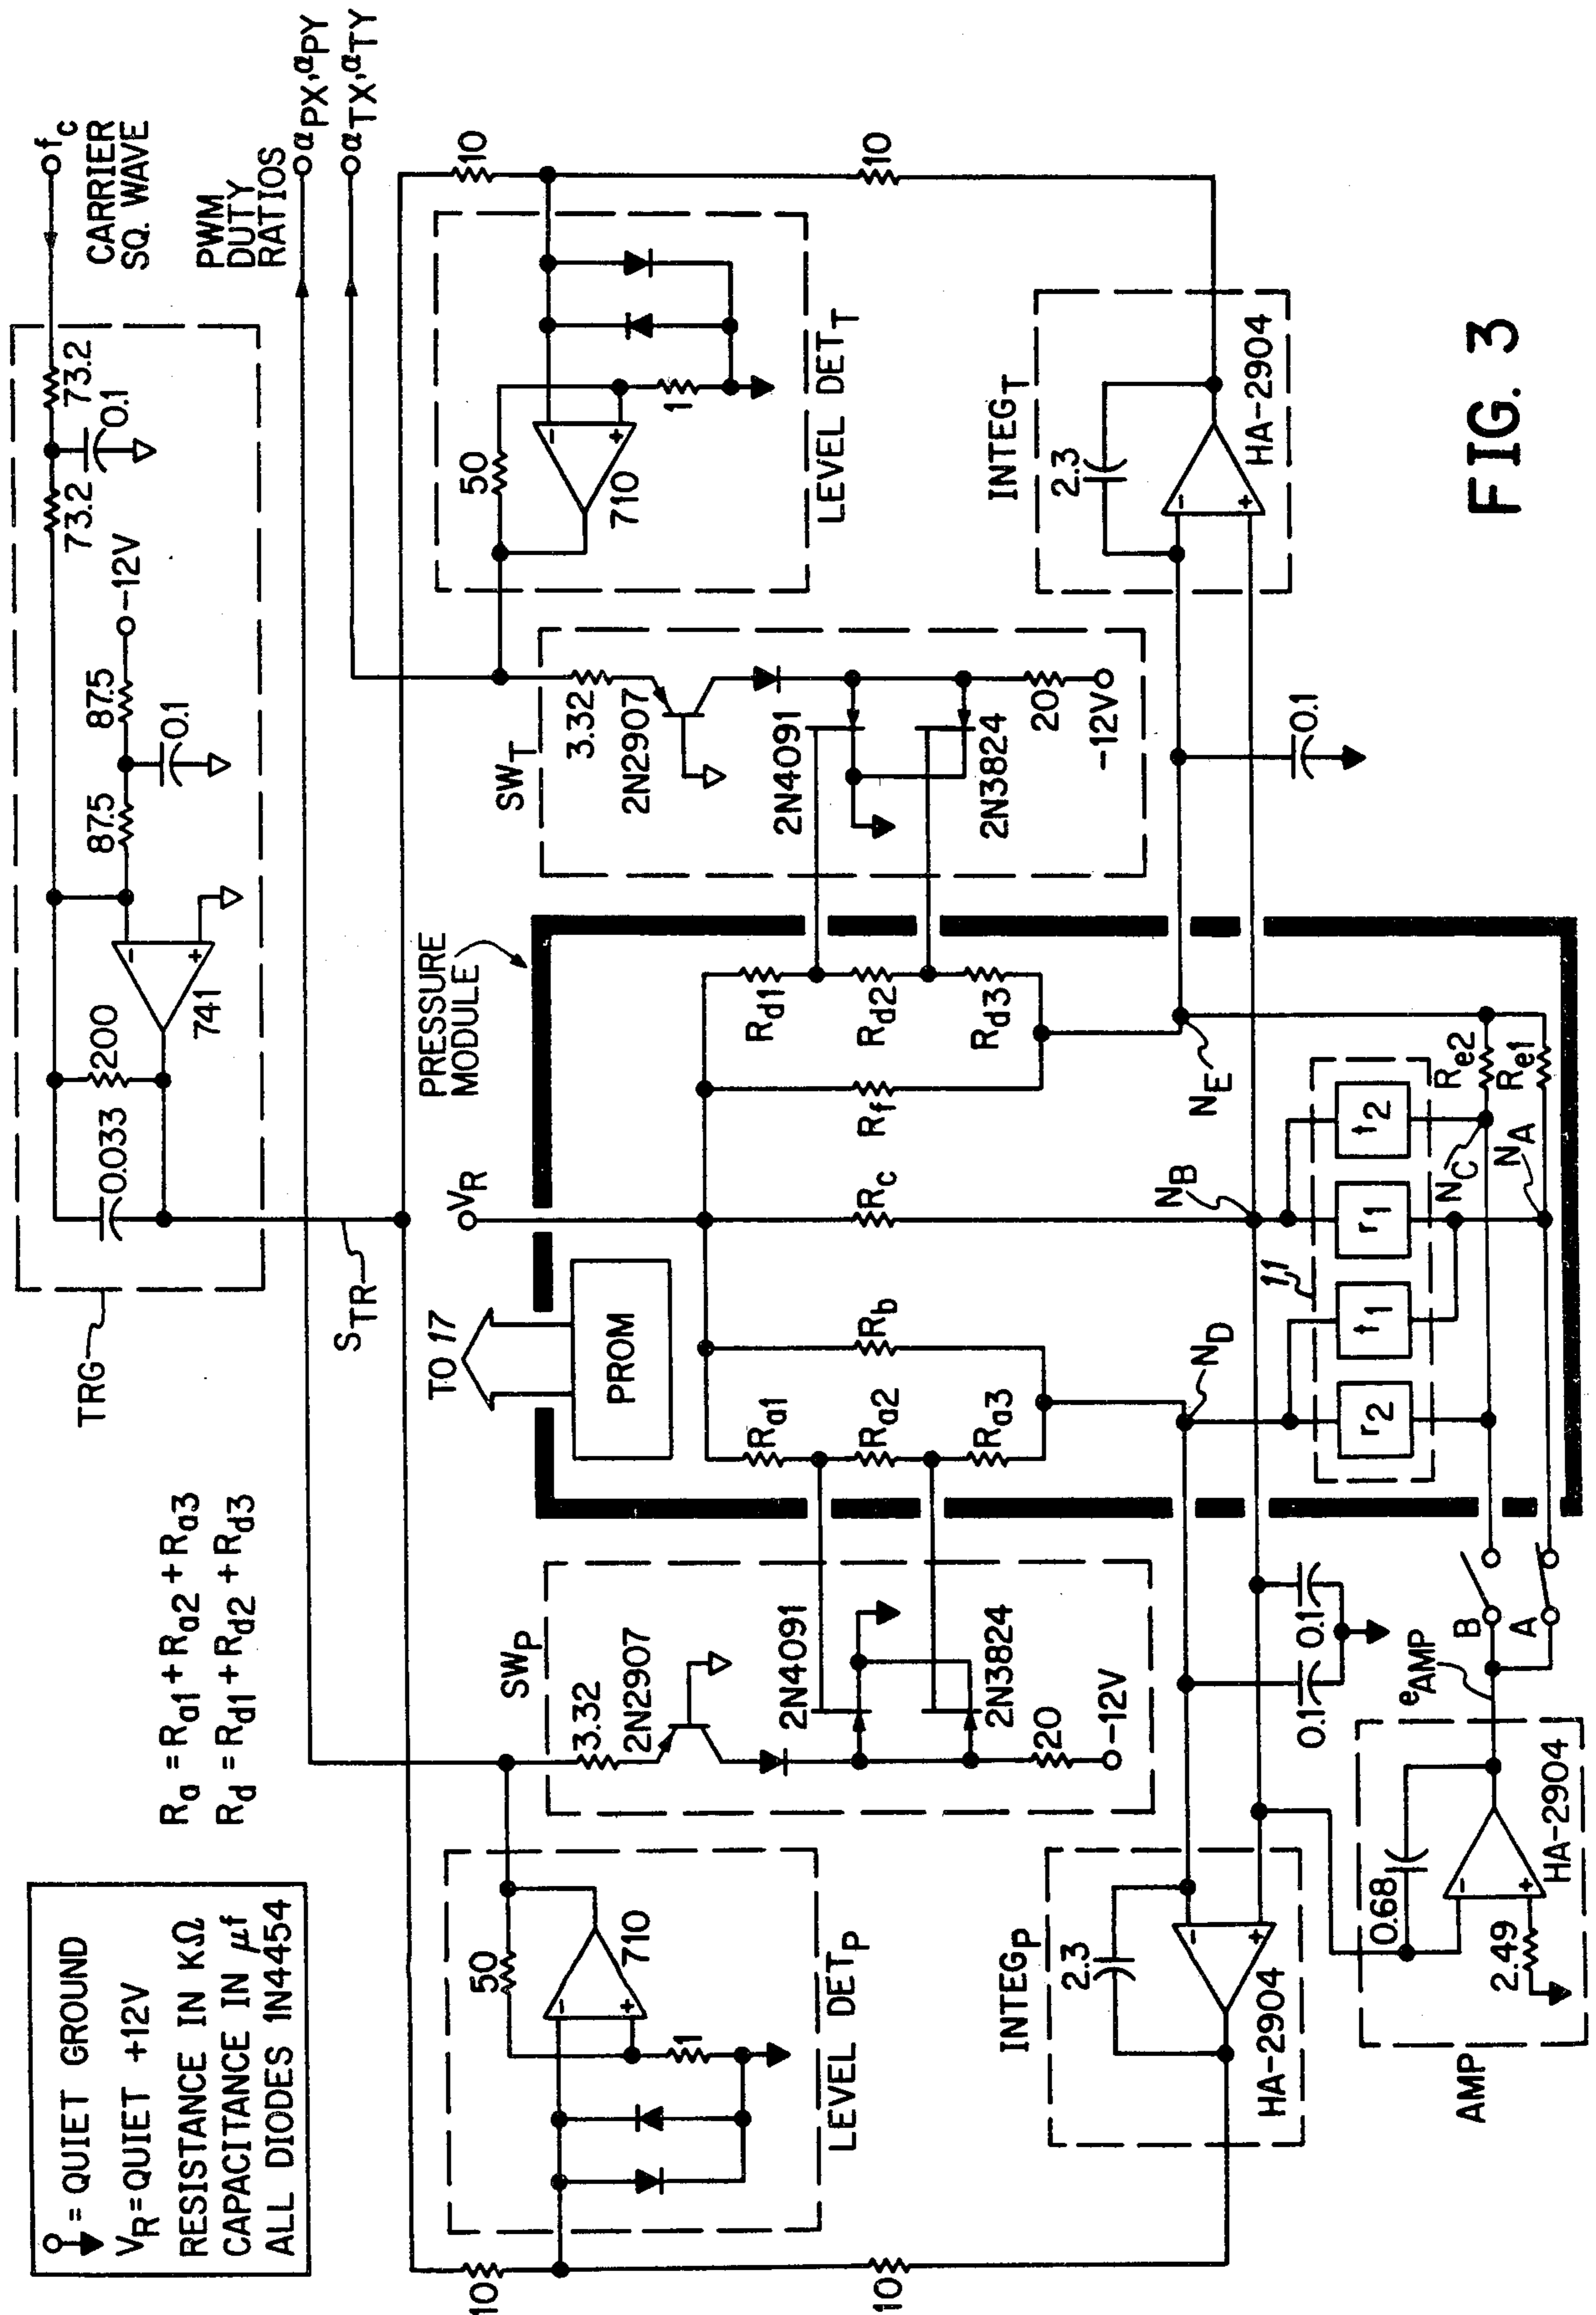 = QUIET GROUND
V_R = QUIET +12V
RESISTANCE IN KΩ
CAPACITANCE IN μf
ALL DIODES 1N4454
R_a = R_a1 + R_a2 + R_a3
R_d = R_d1 + R_d2 + R_d3
TRG
0.033
200
741
-
+
87.5
87.5
-12V
0.1
73.2
73.2
0.1
f_c
CARRIER
SQ. WAVE
PWM
DUTY
RATIOS
α_PX, α_PY
α_TX, α_TY
S_TR
10
10
50
710
-
+
1
LEVEL DET_P
SW_P
3.32
2N2907
2N4091
2N3824
20
-12V
TO 17
PROM
V_R
PRESSURE
MODULE
R_a1
R_a2
R_a3
R_b
R_c
R_f
R_d1
R_d2
R_d3
SW_T
3.32
2N2907
2N4091
2N3824
20
-12V
50
710
-
+
1
LEVEL DET_T
10
10
INTEG_P
2.3
-
+
HA-2904
0.1
0.1
N_D
N_B
N_E
0.1
INTEG_T
2.3
-
+
HA-2904
11
r2
t1
r1
t2
N_C
N_A
R_e2
R_e1
AMP
0.68
2.49
-
+
HA-2904
e_AMP
B
A
FIG. 3